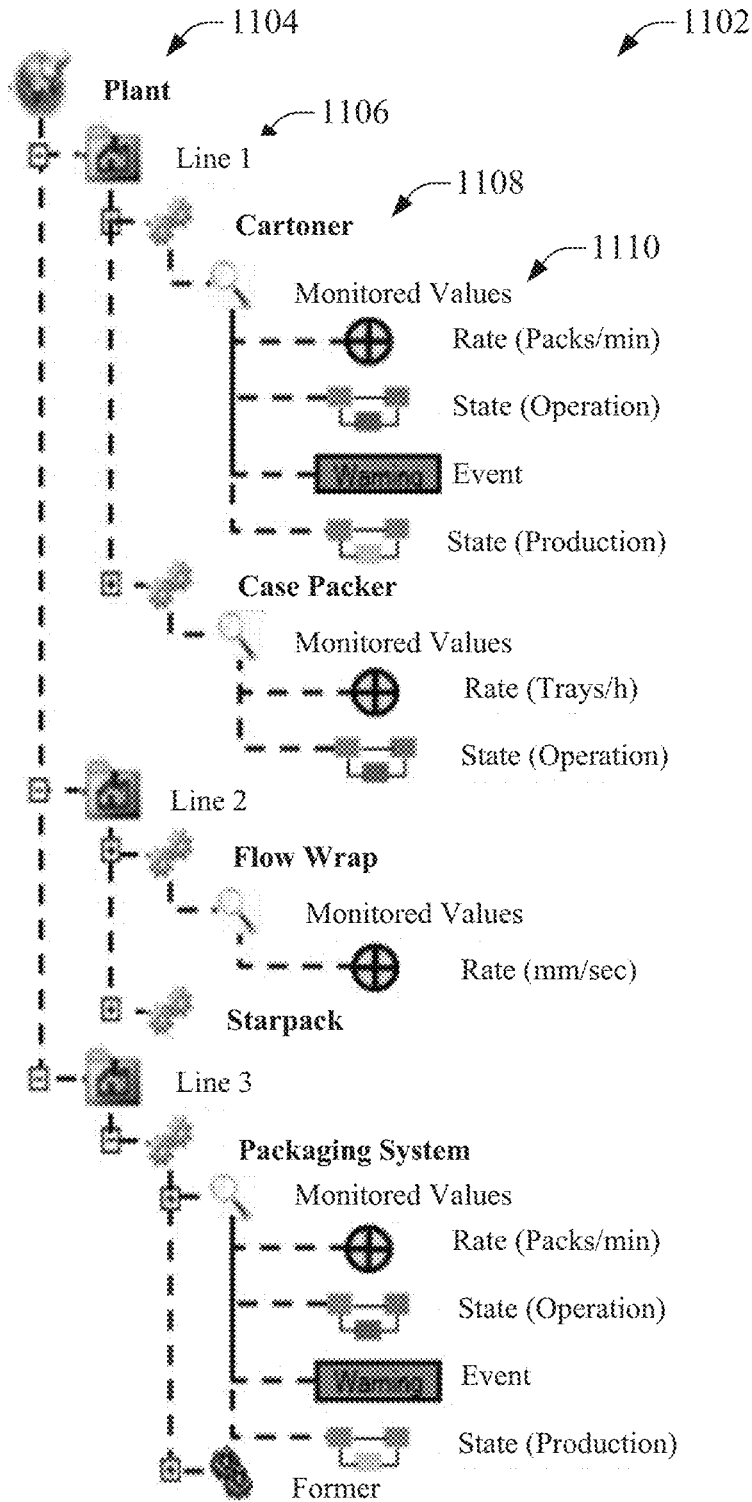 1104
1102
Plant
1106
Line 1
1108
Cartoner
1110
Monitored Values
Rate (Packs/min)
State (Operation)
Warning Event
State (Production)
Case Packer
Monitored Values
Rate (Trays/h)
State (Operation)
Line 2
Flow Wrap
Monitored Values
Rate (mm/sec)
Starpack
Line 3
Packaging System
Monitored Values
Rate (Packs/min)
State (Operation)
Warning Event
State (Production)
Former